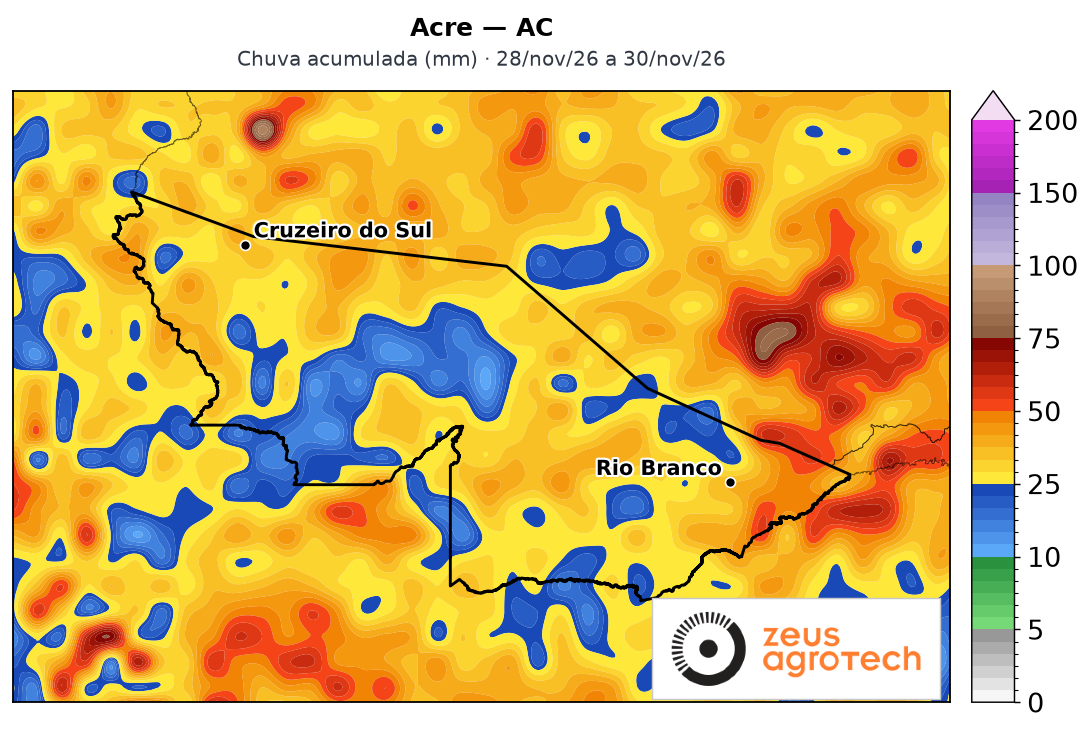 Acre — AC
Chuva acumulada (mm) · 28/nov/26 a 30/nov/26
Cruzeiro do Sul
Rio Branco
200
150
100
75
50
25
10
5
0
zeus
agrotech